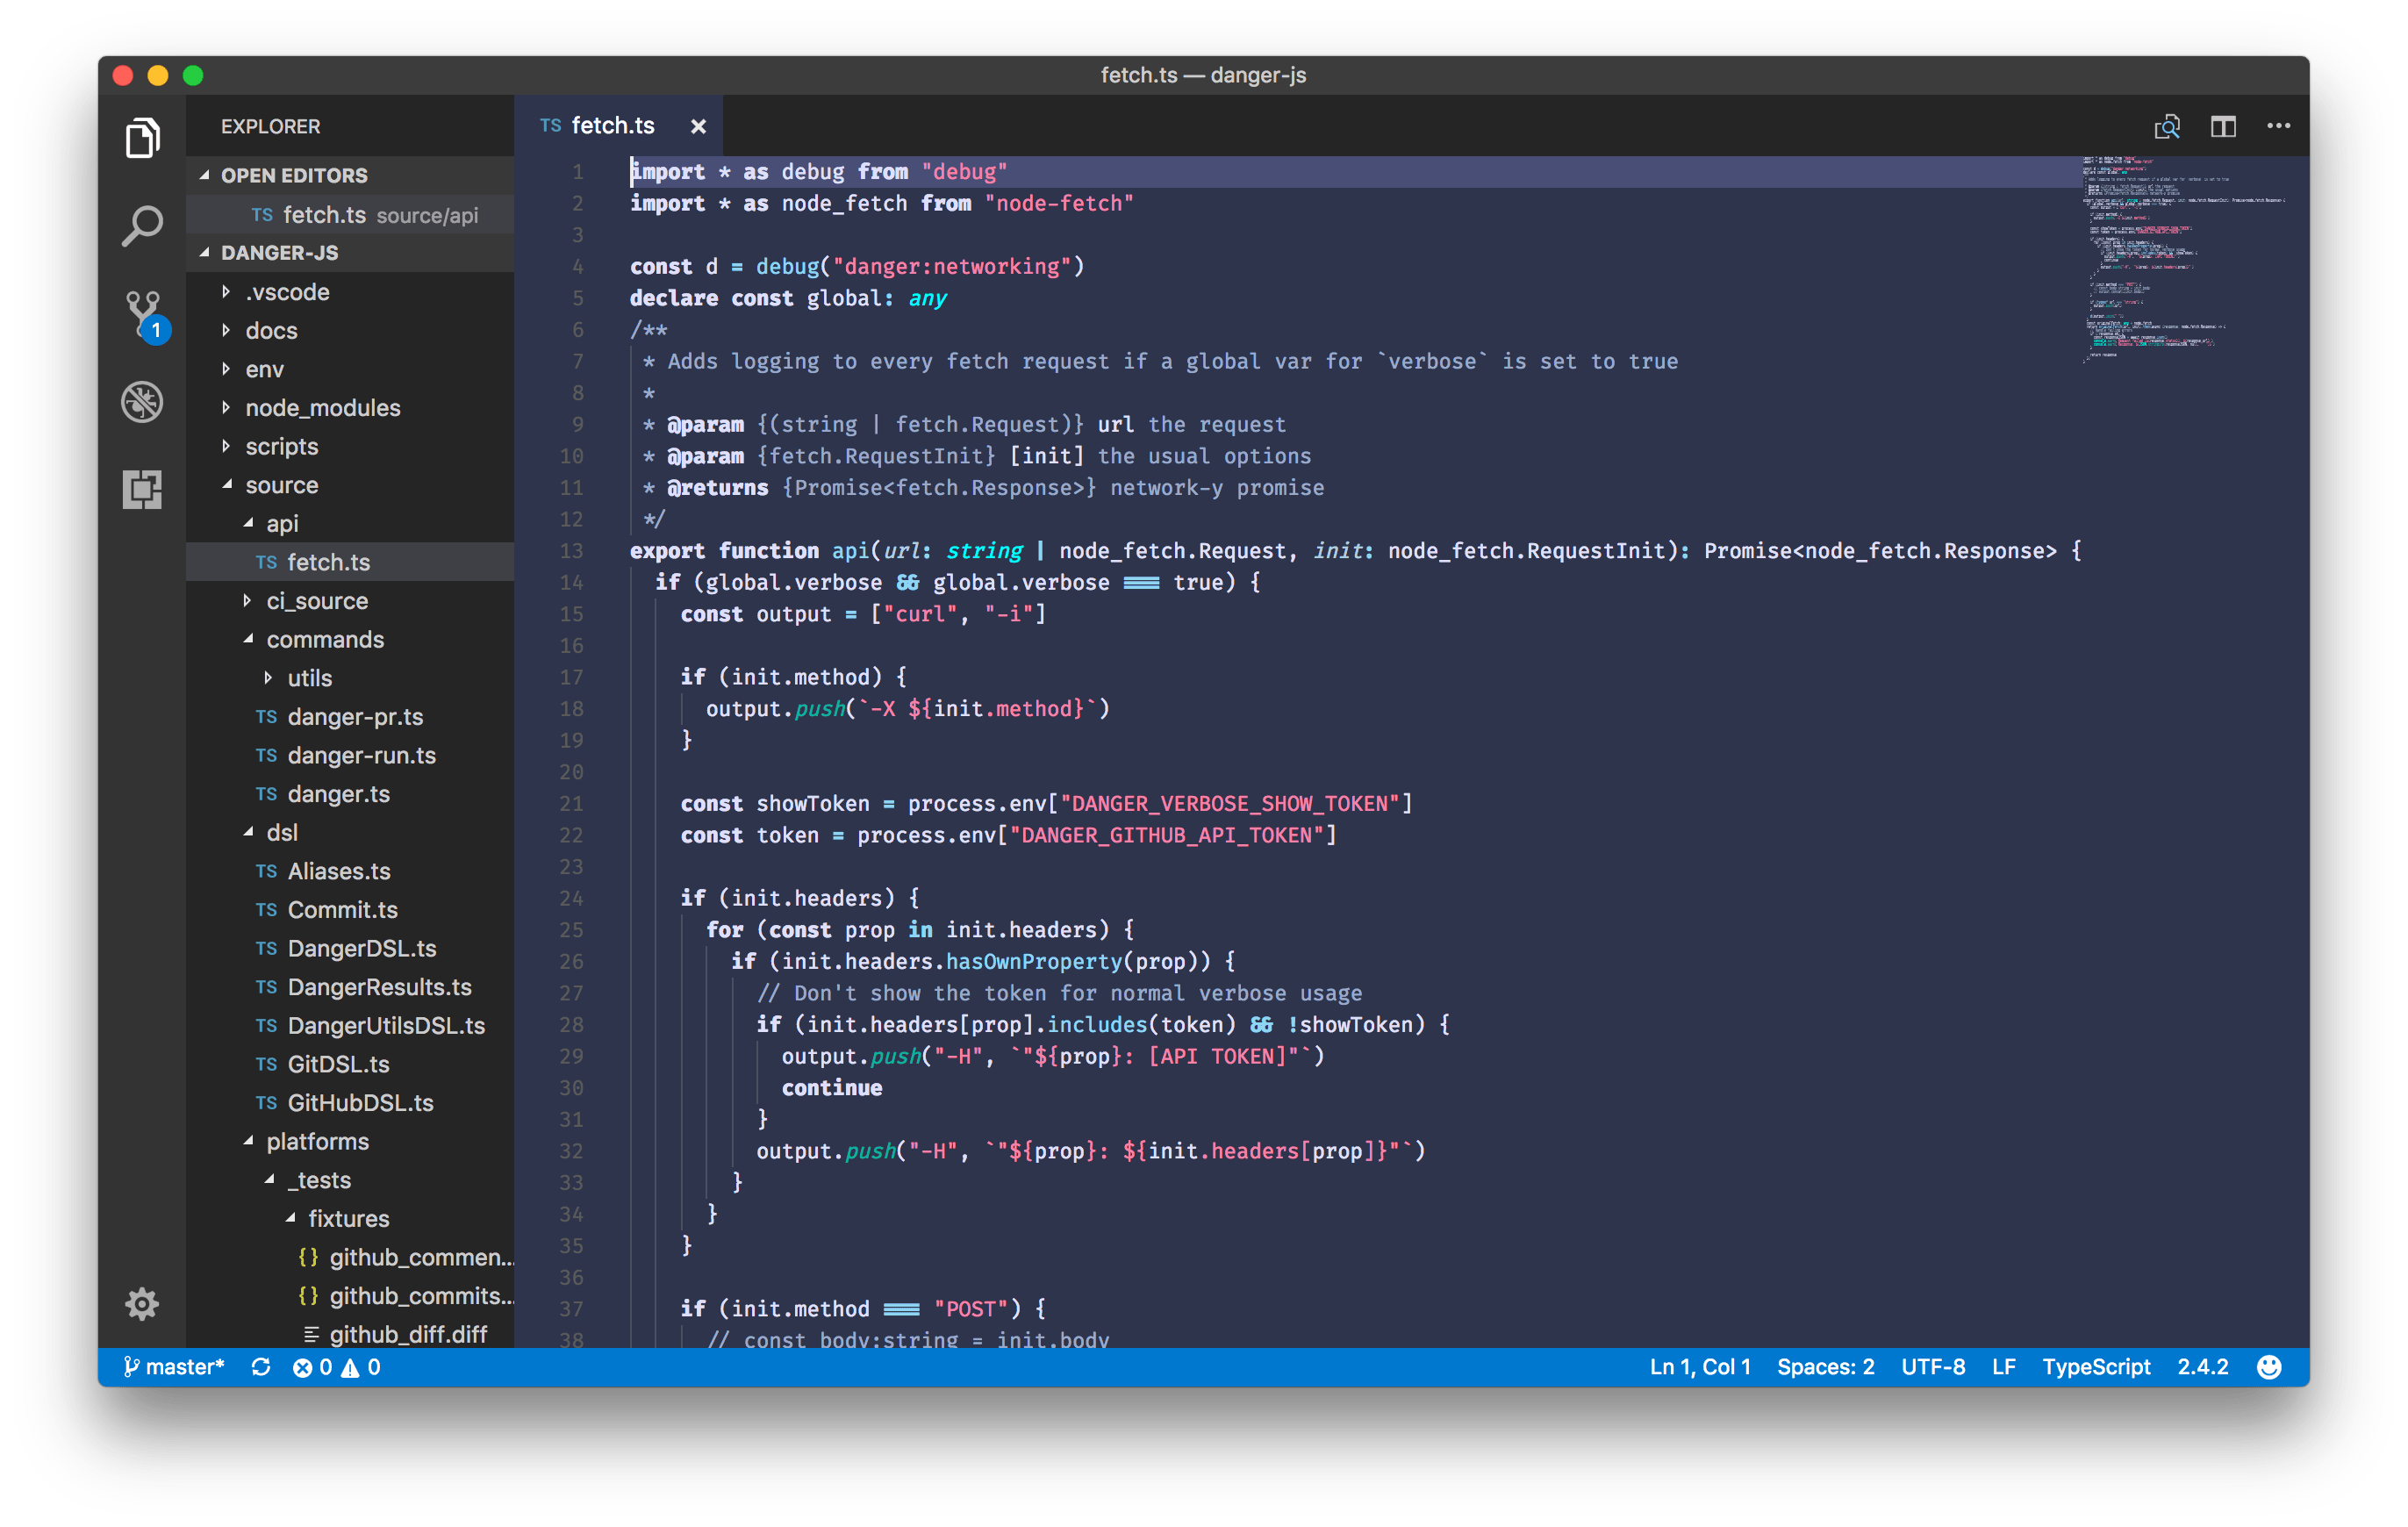 fetch.ts — danger-js
EXPLORER
OPEN EDITORS
TS fetch.ts source/api
DANGER-JS
.vscode
docs
env
node_modules
scripts
source
api
TS fetch.ts
ci_source
commands
utils
TS danger-pr.ts
TS danger-run.ts
TS danger.ts
dsl
TS Aliases.ts
TS Commit.ts
TS DangerDSL.ts
TS DangerResults.ts
TS DangerUtilsDSL.ts
TS GitDSL.ts
TS GitHubDSL.ts
platforms
_tests
fixtures
{} github_commen...
{} github_commits...
github_diff.diff
1
TS fetch.ts ×
1 import * as debug from "debug"
2 import * as node_fetch from "node-fetch"
3
4 const d = debug("danger:networking")
5 declare const global: any
6 /**
7 * Adds logging to every fetch request if a global var for `verbose` is set to true
8 *
9 * @param {(string | fetch.Request)} url the request
10 * @param {fetch.RequestInit} [init] the usual options
11 * @returns {Promise<fetch.Response>} network-y promise
12 */
13 export function api(url: string | node_fetch.Request, init: node_fetch.RequestInit): Promise<node_fetch.Response> {
14 if (global.verbose && global.verbose === true) {
15 const output = ["curl", "-i"]
16
17 if (init.method) {
18 output.push(`-X ${init.method}`)
19 }
20
21 const showToken = process.env["DANGER_VERBOSE_SHOW_TOKEN"]
22 const token = process.env["DANGER_GITHUB_API_TOKEN"]
23
24 if (init.headers) {
25 for (const prop in init.headers) {
26 if (init.headers.hasOwnProperty(prop)) {
27 // Don't show the token for normal verbose usage
28 if (init.headers[prop].includes(token) && !showToken) {
29 output.push("-H", `"${prop}: [API TOKEN]"`)
30 continue
31 }
32 output.push("-H", `"${prop}: ${init.headers[prop]}"`)
33 }
34 }
35 }
36
37 if (init.method === "POST") {
38 // const body:string = init.body
master* 0 0
Ln 1, Col 1 Spaces: 2 UTF-8 LF TypeScript 2.4.2